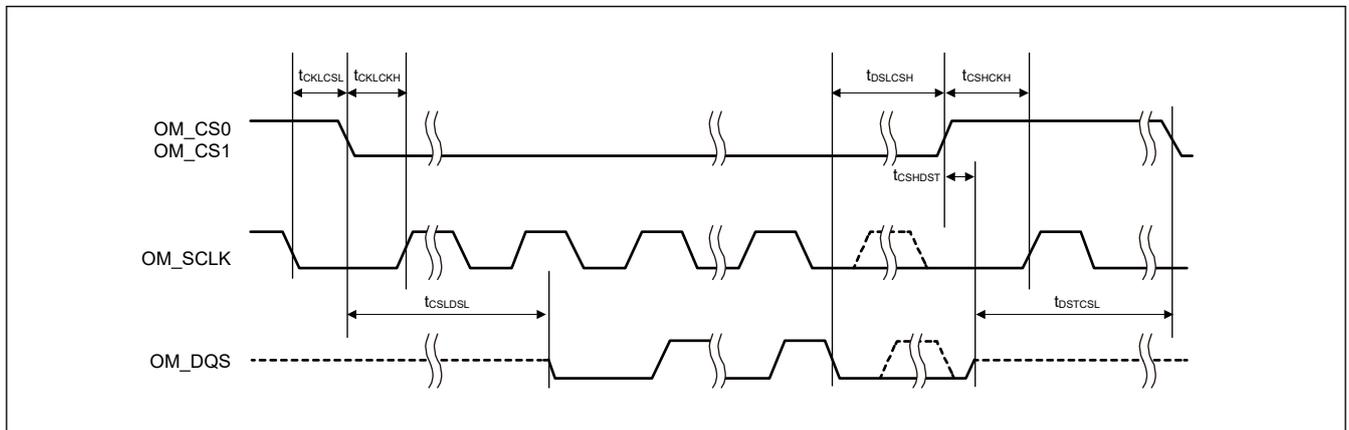 tCKLCSL tCKLCKH tDSLCSH tCSHCKH
OM_CS0
OM_CS1
tCSHDST
OM_SCLK
tCSLDSL tDSTCSL
OM_DQS